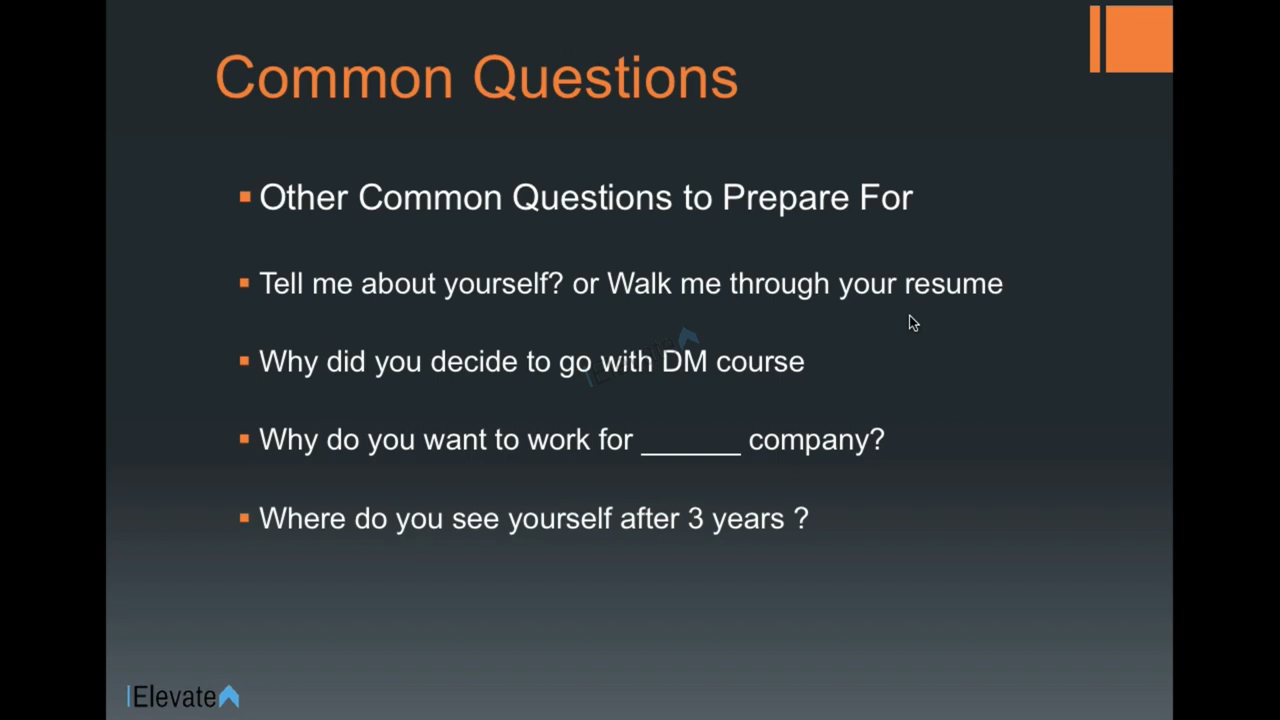 Common Questions
Other Common Questions to Prepare For
Tell me about yourself? or Walk me through your resume
Why did you decide to go with DM course
Why do you want to work for _______ company?
Where do you see yourself after 3 years ?
Elevate